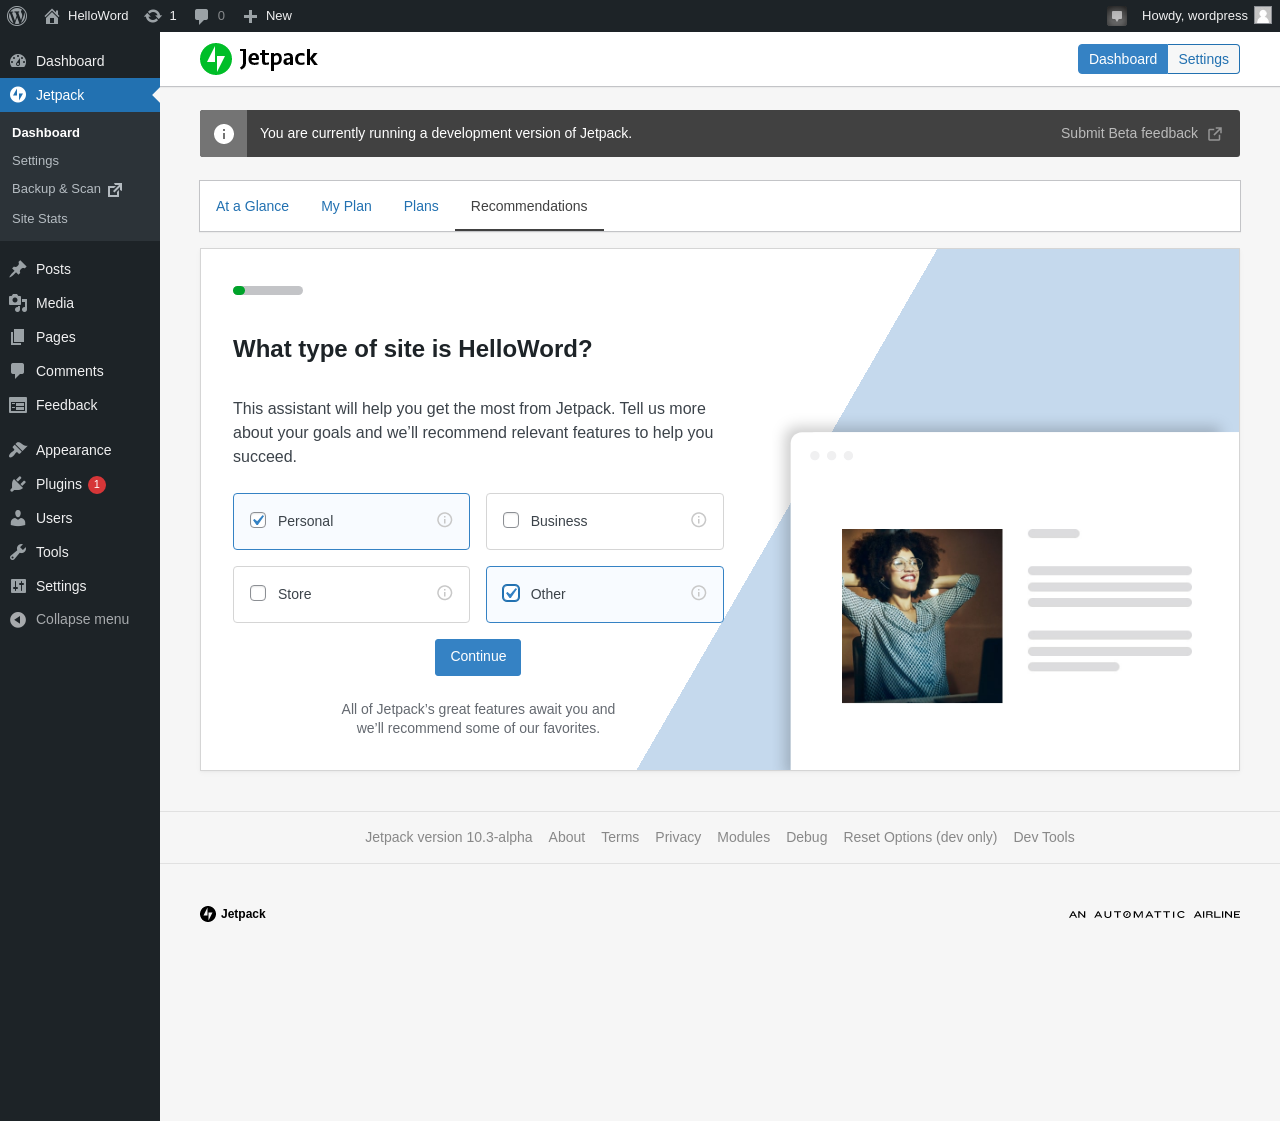 HelloWord
1
0
New
Howdy, wordpress
Dashboard
Jetpack
Dashboard
Settings
Backup & Scan
Site Stats
Posts
Media
Pages
Comments
Feedback
Appearance
Plugins 1
Users
Tools
Settings
Collapse menu
Jetpack
Dashboard
Settings
You are currently running a development version of Jetpack.
Submit Beta feedback
At a Glance
My Plan
Plans
Recommendations
What type of site is HelloWord?
This assistant will help you get the most from Jetpack. Tell us more
about your goals and we’ll recommend relevant features to help you
succeed.
Personal
Business
Store
Other
Continue
All of Jetpack’s great features await you and
we’ll recommend some of our favorites.
Jetpack version 10.3-alpha
About
Terms
Privacy
Modules
Debug
Reset Options (dev only)
Dev Tools
Jetpack
AN AUTOMATTIC AIRLINE